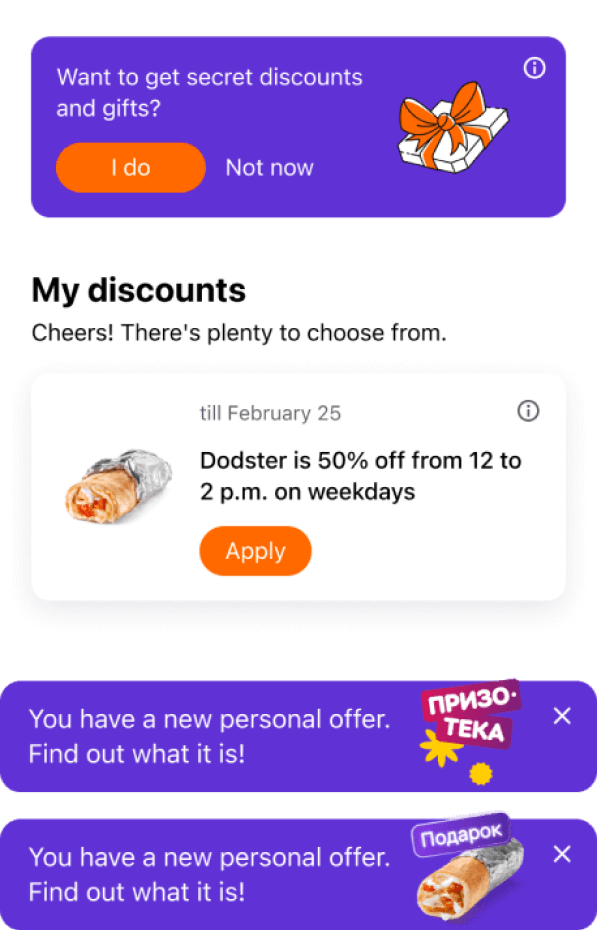 Want to get secret discounts
and gifts?
I do
Not now
My discounts
Cheers! There's plenty to choose from.
till February 25
Dodster is 50% off from 12 to
2 p.m. on weekdays
Apply
You have a new personal offer.
Find out what it is!
ПРИЗО·
ТЕКА
You have a new personal offer.
Find out what it is!
Подарок